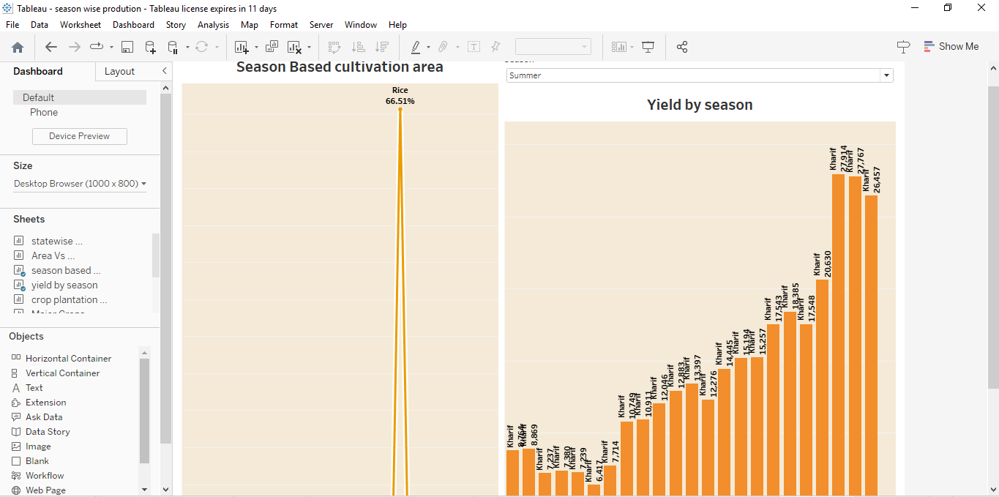 Tableau - season wise prodution - Tableau license expires in 11 days
File Data Worksheet Dashboard Story Analysis Map Format Server Window Help
Show Me
Dashboard
Layout
Default
Phone
Device Preview
Size
Desktop Browser (1000 x 800)
Sheets
statewise ...
Area Vs ...
season based ...
yield by season
crop plantation ...
Objects
Horizontal Container
Vertical Container
Text
Extension
Ask Data
Data Story
Image
Blank
Workflow
Web Page
Season Based cultivation area
Rice
66.51%
Summer
Yield by season
Kharif
Kharif
8,869
Kharif
7,237
Kharif
7,380
Kharif
7,239
Kharif
6,417
Kharif
7,714
Kharif
10,749
Kharif
10,911
Kharif
12,046
Kharif
12,883
Kharif
13,397
Kharif
12,276
Kharif
14,445
Kharif
15,194
Kharif
15,257
Kharif
17,543
Kharif
18,385
Kharif
17,548
Kharif
20,630
Kharif
27,914
Kharif
27,767
Kharif
26,457